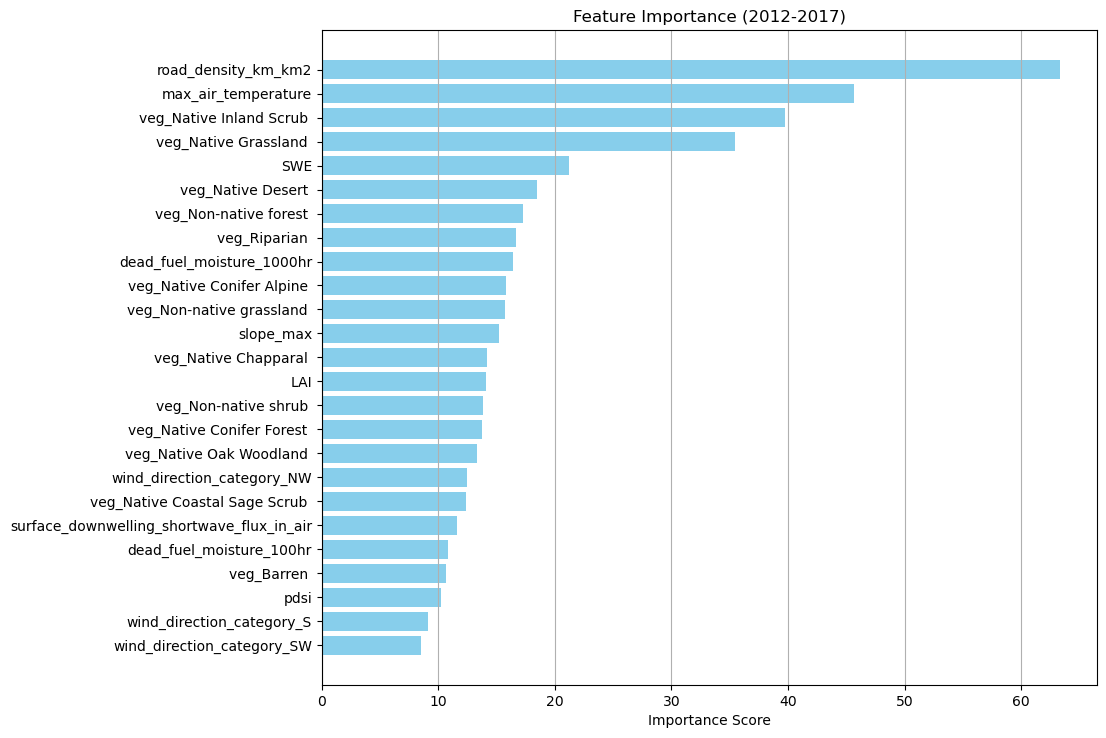 Feature Importance (2012-2017)
road_density_km_km2
max_air_temperature
veg_Native Inland Scrub
veg_Native Grassland
SWE
veg_Native Desert
veg_Non-native forest
veg_Riparian
dead_fuel_moisture_1000hr
veg_Native Conifer Alpine
veg_Non-native grassland
slope_max
veg_Native Chapparal
LAI
veg_Non-native shrub
veg_Native Conifer Forest
veg_Native Oak Woodland
wind_direction_category_NW
veg_Native Coastal Sage Scrub
surface_downwelling_shortwave_flux_in_air
dead_fuel_moisture_100hr
veg_Barren
pdsi
wind_direction_category_S
wind_direction_category_SW
0 10 20 30 40 50 60
Importance Score